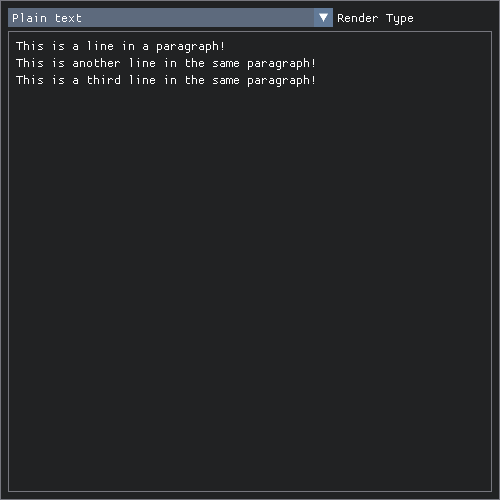 Plain text
Render Type
This is a line in a paragraph!
This is another line in the same paragraph!
This is a third line in the same paragraph!